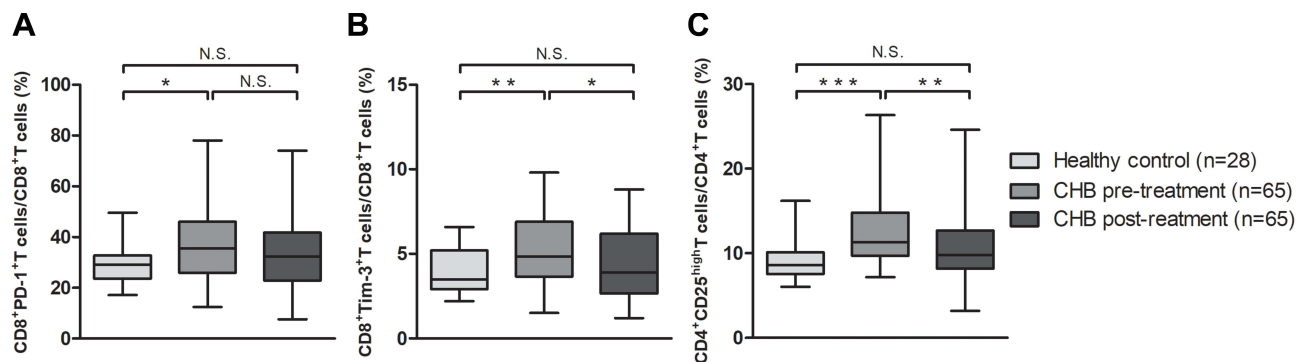 A
N.S.
* N.S.
CD8+PD-1+T cells/CD8+T cells (%)
100
80
60
40
20
0
B
N.S.
** *
CD8+Tim-3+T cells/CD8+T cells (%)
15
10
5
0
C
N.S.
*** **
CD4+CD25highT cells/CD4+T cells (%)
30
20
10
0
Healthy control (n=28)
CHB pre-treatment (n=65)
CHB post-reatment (n=65)